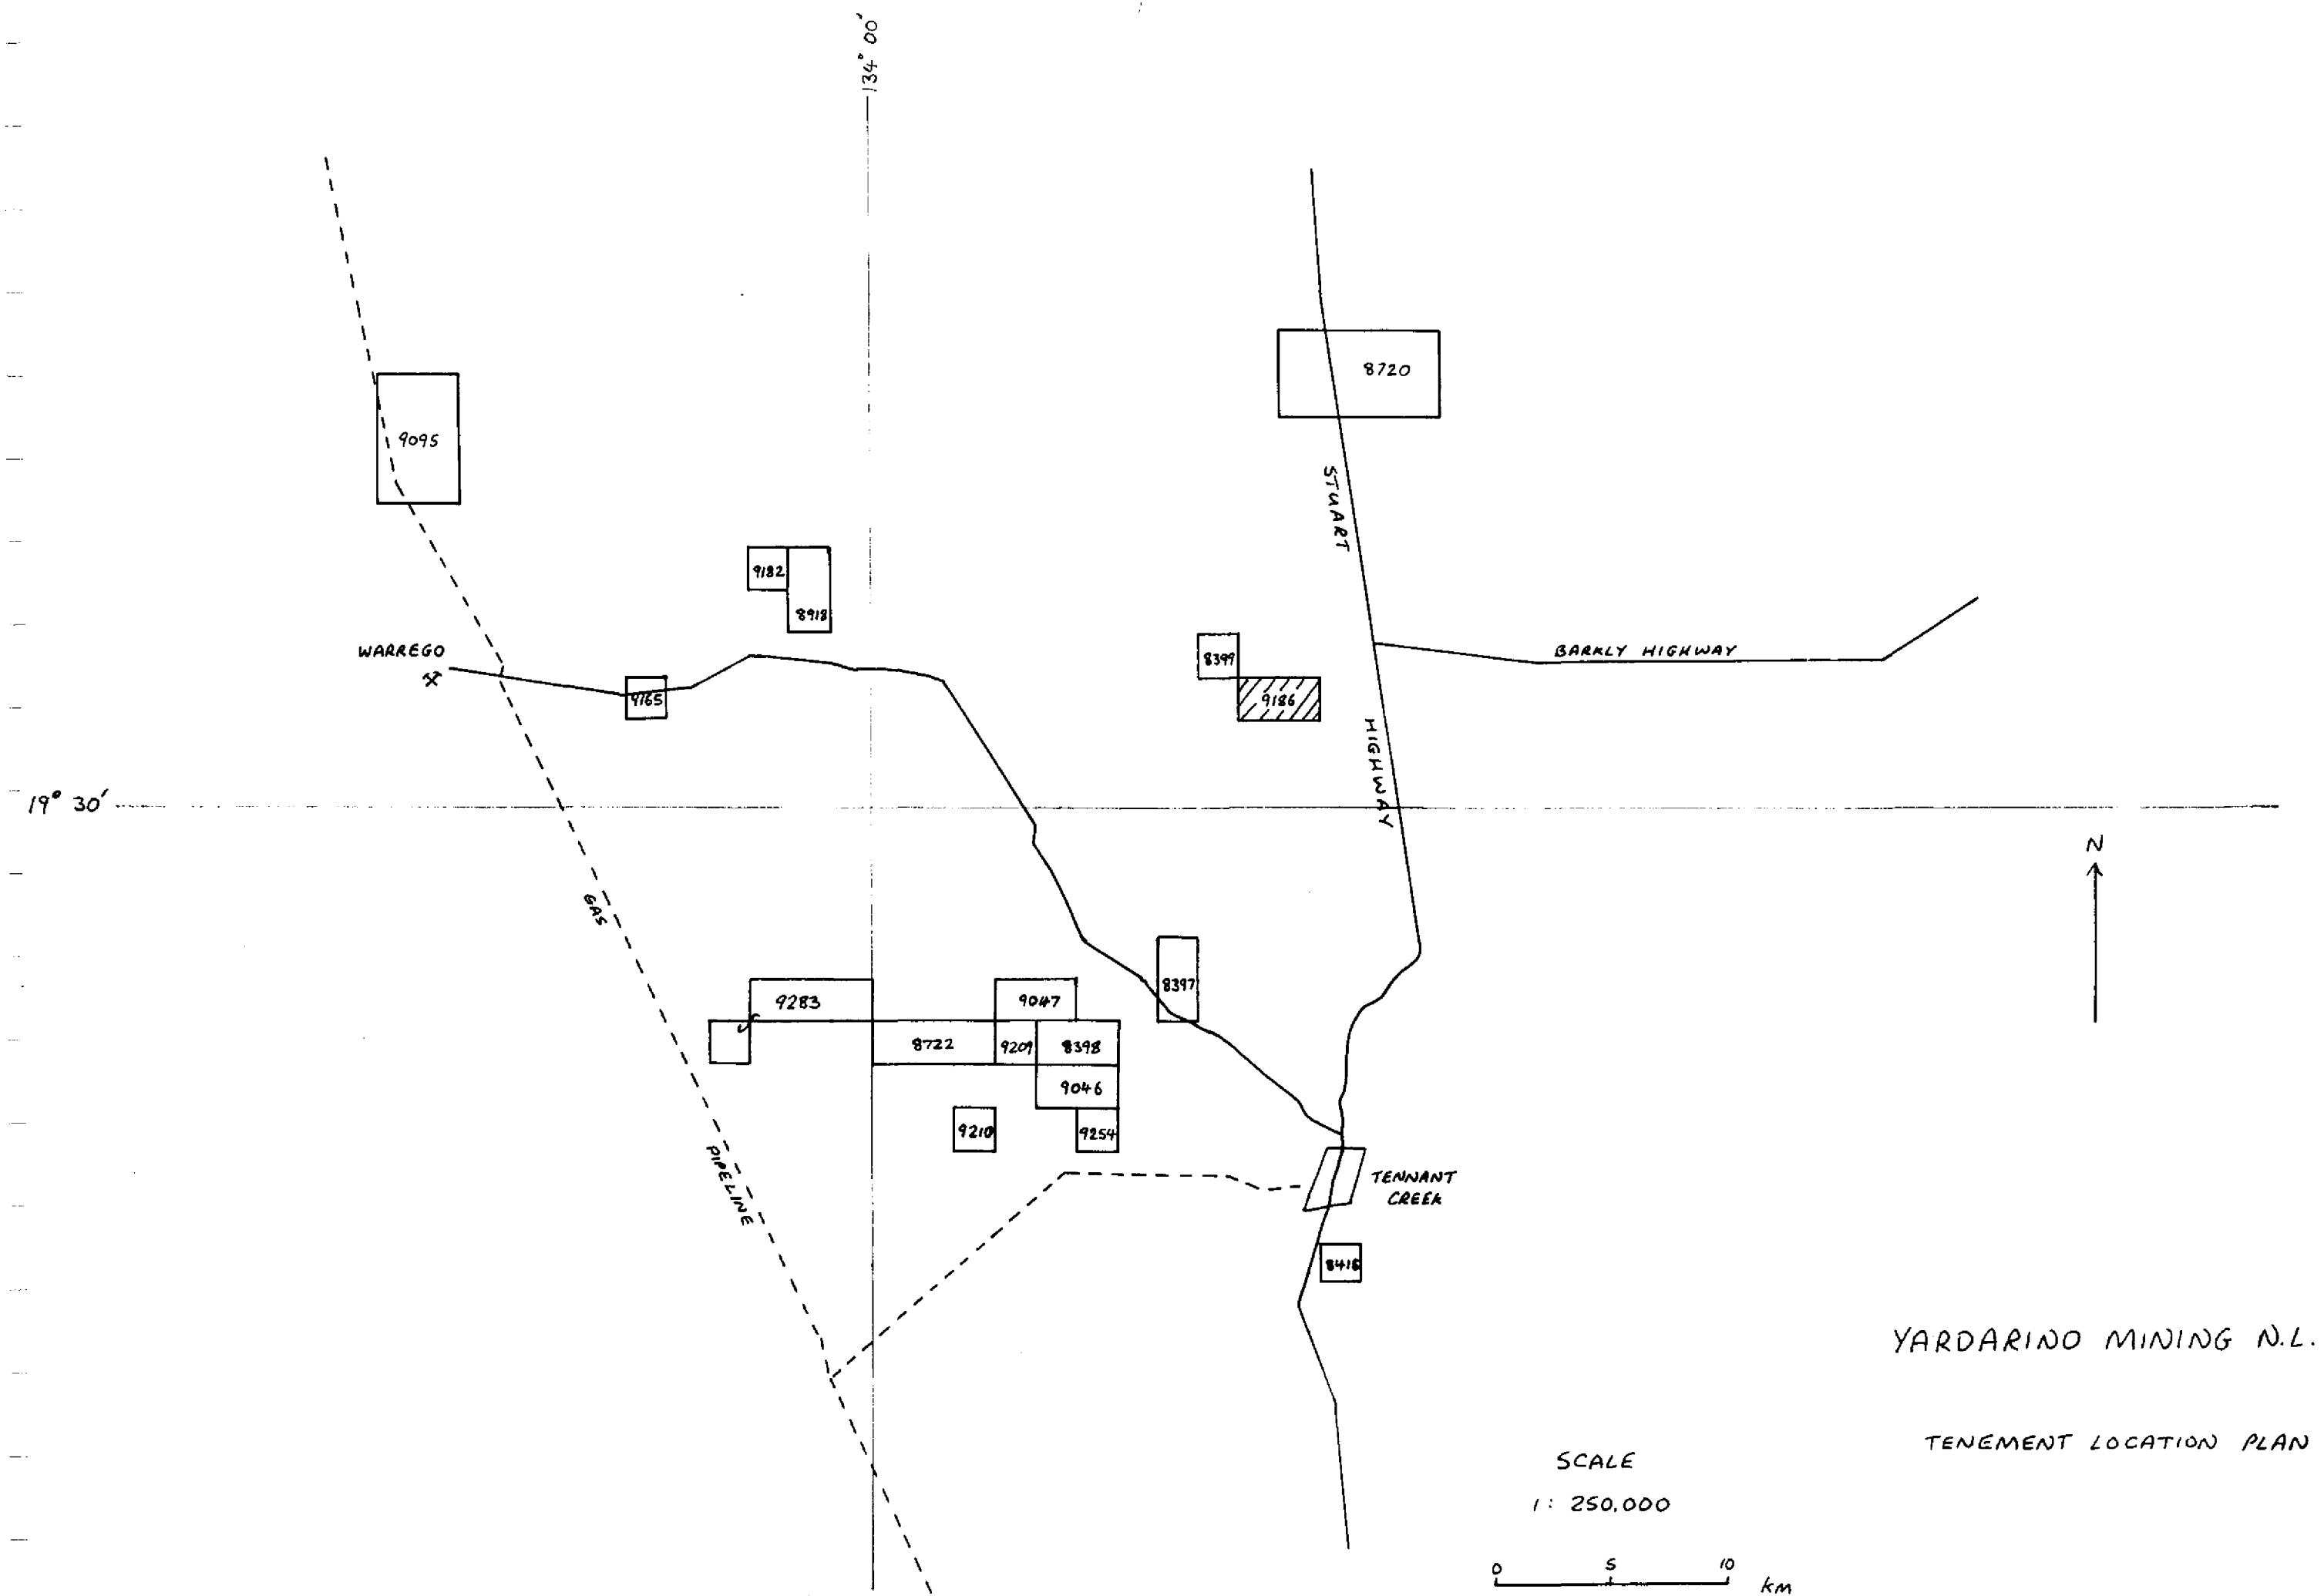 134° 00'
8720
9095
STUART
9182
8918
WARREGO
BARKLY HIGHWAY
8399
9165
9186
HIGHWAY
19° 30'
N
GAS
8397
9283
9047
8722
9209
8398
9046
9210
9254
PIPELINE
TENNANT
CREEK
8416
YARDARINO MINING N.L.
TENEMENT LOCATION PLAN
SCALE
1: 250,000
0 5 10
km